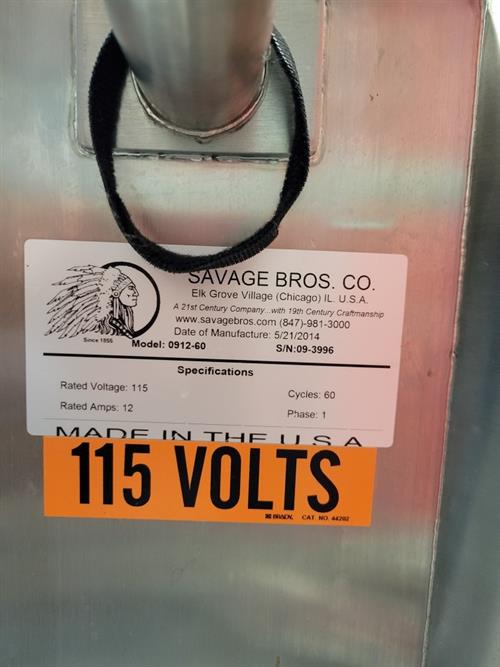 SAVAGE BROS. CO.
Elk Grove Village (Chicago) IL. U.S.A.
A 21st Century Company...with 19th Century Craftmanship
www.savagebros.com (847)-981-3000
Date of Manufacture: 5/21/2014
Since 1855
Model: 0912-60 S/N:09-3996
Specifications
Rated Voltage: 115 Cycles: 60
Rated Amps: 12 Phase: 1
MADE IN THE U S A
115 VOLTS
BRADY. CAT. NO. 44202